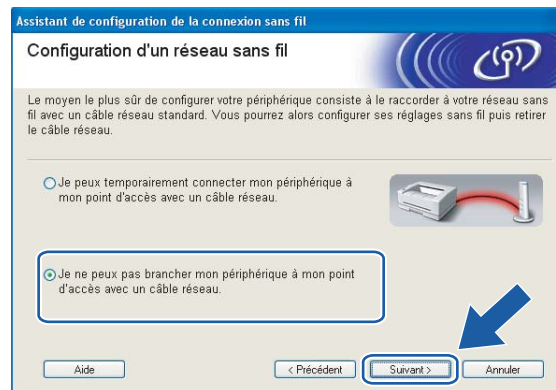 Assistant de configuration de la connexion sans fil
Configuration d'un réseau sans fil
Le moyen le plus sûr de configurer votre périphérique consiste à le raccorder à votre réseau sans
fil avec un câble réseau standard. Vous pourrez alors configurer ses réglages sans fil puis retirer
le câble réseau.
Je peux temporairement connecter mon périphérique à
mon point d'accès avec un câble réseau.
Je ne peux pas brancher mon périphérique à mon point
d'accès avec un câble réseau.
Aide
< Précédent
Suivant >
Annuler